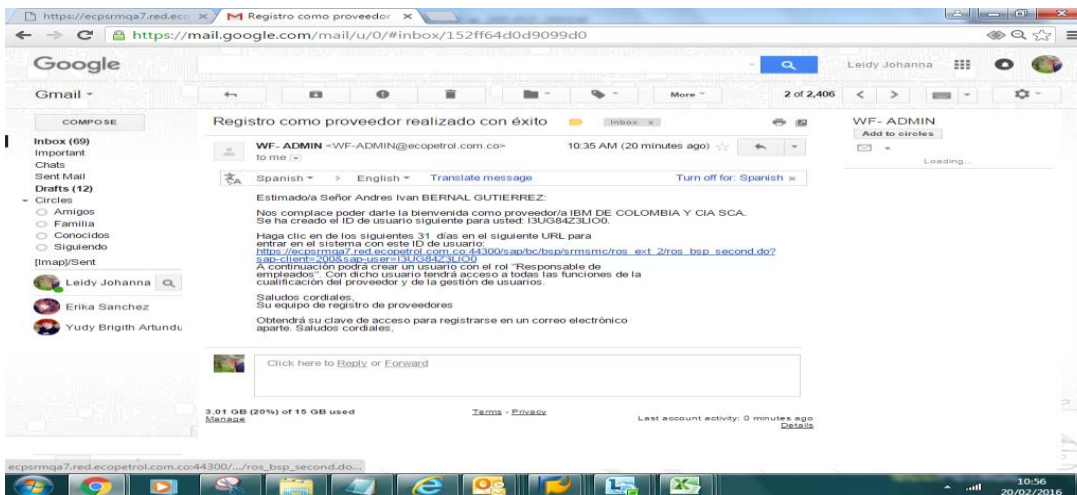 https://ecpsrmqa7.red.eco
Registro como proveedor
https://mail.google.com/mail/u/0/#inbox/152ff64d0d9099d0
Google
Leidy Johanna
Gmail
More
2 of 2,406
COMPOSE
Inbox (69)
Important
Chats
Sent Mail
Drafts (12)
Circles
Amigos
Familia
Conocidos
Siguiendo
[Imap]/Sent
Leidy Johanna
Erika Sanchez
Yudy Brigith Artundu
Registro como proveedor realizado con éxito
Inbox x
WF- ADMIN <WF-ADMIN@ecopetrol.com.co>
10:35 AM (20 minutes ago)
to me
Spanish > English Translate message
Turn off for: Spanish x
Estimado/a Señor Andres Ivan BERNAL GUTIERREZ:
Nos complace poder darle la bienvenida como proveedor/a IBM DE COLOMBIA Y CIA SCA.
Se ha creado el ID de usuario siguiente para usted: I3UG84Z3LIO0.
Haga clic en de los siguientes 31 días en el siguiente URL para
entrar en el sistema con este ID de usuario:
https://ecpsrmqa7.red.ecopetrol.com.co:44300/sap/bc/bsp/srmsmc/ros_ext_2/ros_bsp_second.do?
sap-client=200&sap-user=I3UG84Z3LIO0
A continuación podrá crear un usuario con el rol "Responsable de
empleados". Con dicho usuario tendrá acceso a todas las funciones de la
cualificación del proveedor y de la gestión de usuarios.
Saludos cordiales,
Su equipo de registro de proveedores
Obtendrá su clave de acceso para registrarse en un correo electrónico
aparte. Saludos cordiales,
Click here to Reply or Forward
3.01 GB (20%) of 15 GB used
Manage
Terms - Privacy
Last account activity: 0 minutes ago
Details
WF- ADMIN
Add to circles
Loading...
ecpsrmqa7.red.ecopetrol.com.co:44300/.../ros_bsp_second.do...
10:56
20/02/2016